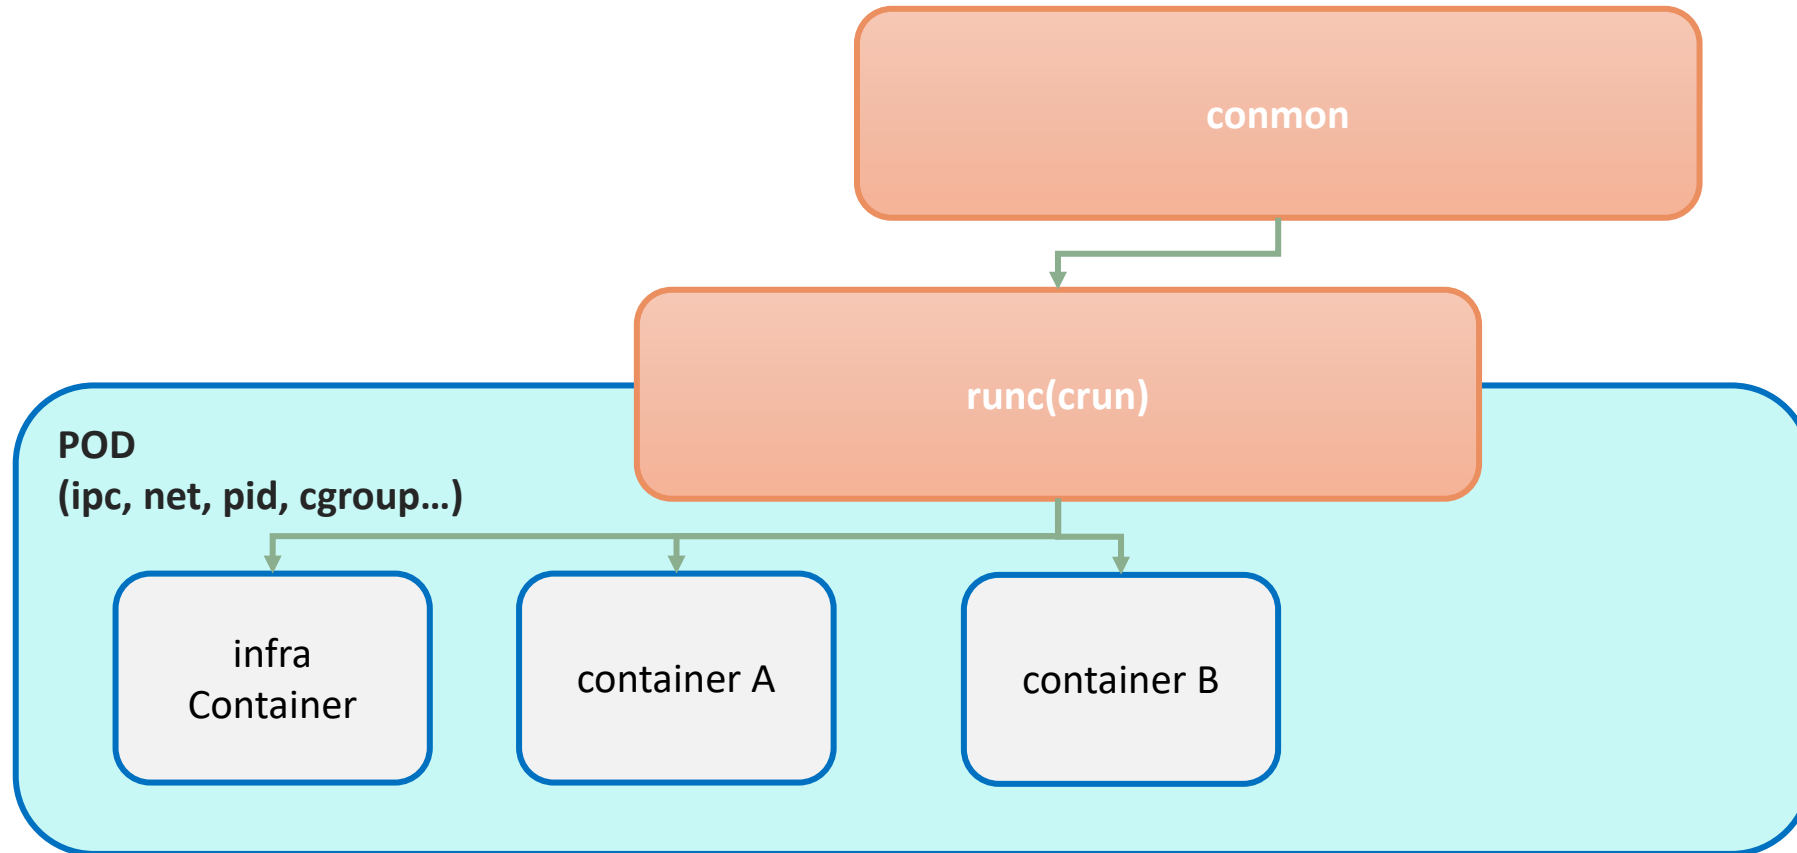 conmon
runc(crun)
POD
(ipc, net, pid, cgroup…)
infra
Container
container A
container B